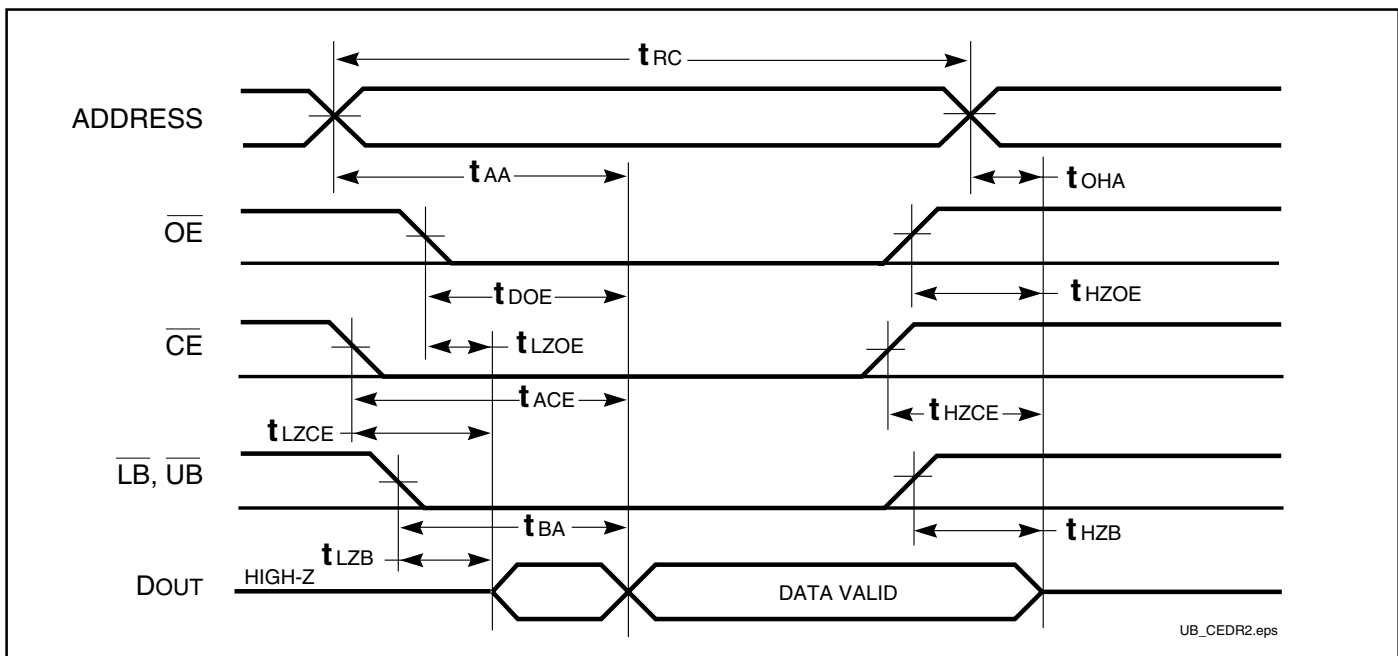 tRC
ADDRESS
tAA
tOHA
OE
tDOE
tHZOE
CE
tLZOE
tACE
tHZCE
tLZCE
LB, UB
tBA
tHZB
tLZB
DOUT
HIGH-Z
DATA VALID
UB_CEDR2.eps